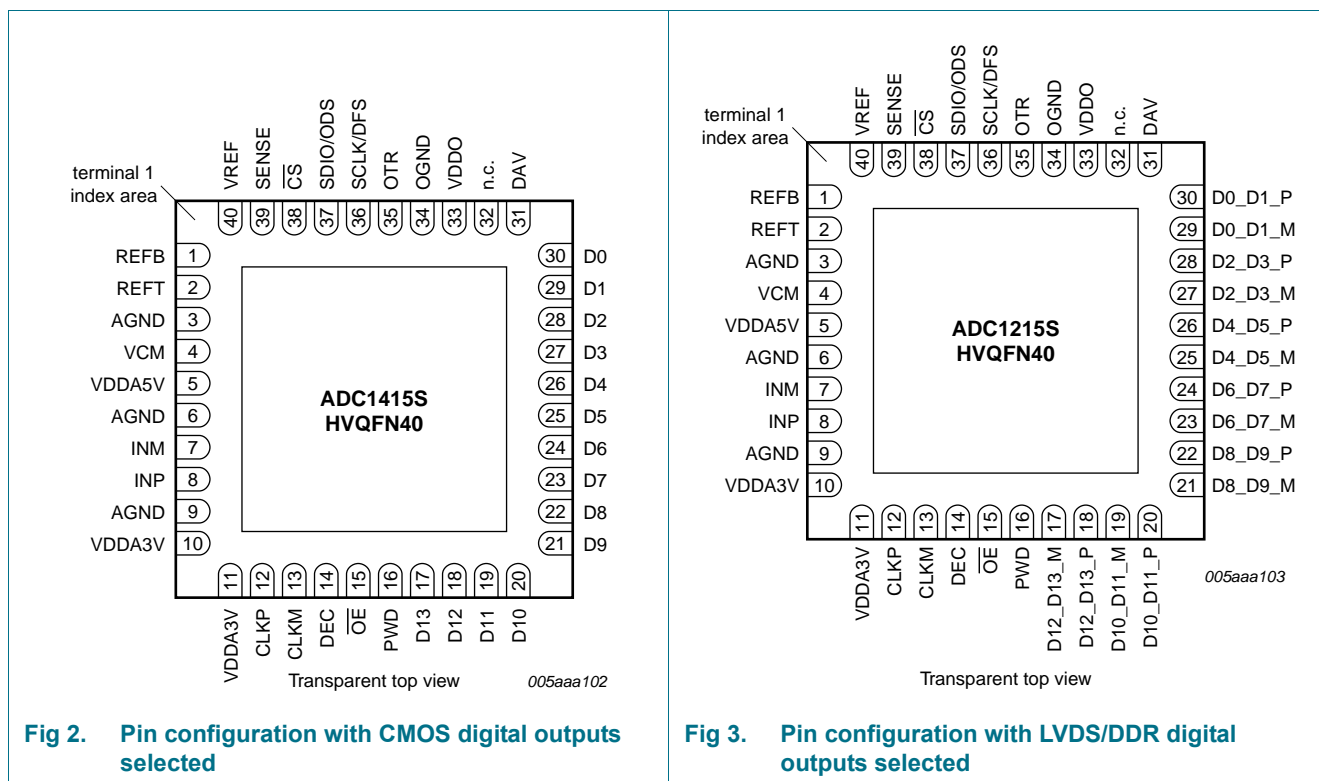 terminal 1
index area
VREF
SENSE
CS
SDIO/ODS
SCLK/DFS
OTR
OGND
VDDO
n.c.
DAV
40
39
38
37
36
35
34
33
32
31
REFB 1
REFT 2
AGND 3
VCM 4
VDDA5V 5
AGND 6
INM 7
INP 8
AGND 9
VDDA3V 10
ADC1415S
HVQFN40
30 D0
29 D1
28 D2
27 D3
26 D4
25 D5
24 D6
23 D7
22 D8
21 D9
11
12
13
14
15
16
17
18
19
20
VDDA3V
CLKP
CLKM
DEC
OE
PWD
D13
D12
D11
D10
Transparent top view
005aaa102
Fig 2. Pin configuration with CMOS digital outputs
selected
terminal 1
index area
VREF
SENSE
CS
SDIO/ODS
SCLK/DFS
OTR
OGND
VDDO
n.c.
DAV
40
39
38
37
36
35
34
33
32
31
REFB 1
REFT 2
AGND 3
VCM 4
VDDA5V 5
AGND 6
INM 7
INP 8
AGND 9
VDDA3V 10
ADC1215S
HVQFN40
30 D0_D1_P
29 D0_D1_M
28 D2_D3_P
27 D2_D3_M
26 D4_D5_P
25 D4_D5_M
24 D6_D7_P
23 D6_D7_M
22 D8_D9_P
21 D8_D9_M
11
12
13
14
15
16
17
18
19
20
VDDA3V
CLKP
CLKM
DEC
OE
PWD
D12_D13_M
D12_D13_P
D10_D11_M
D10_D11_P
005aaa103
Transparent top view
Fig 3. Pin configuration with LVDS/DDR digital
outputs selected